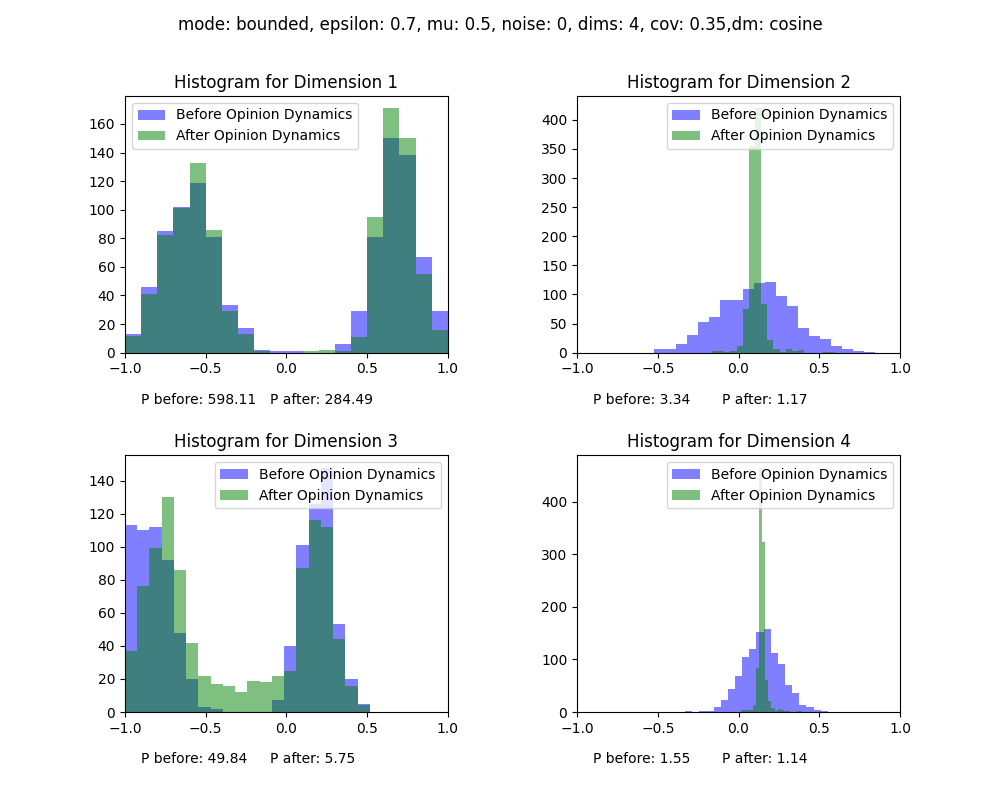 mode: bounded, epsilon: 0.7, mu: 0.5, noise: 0, dims: 4, cov: 0.35,dm: cosine
Histogram for Dimension 1
Before Opinion Dynamics
After Opinion Dynamics
160
140
120
100
80
60
40
20
0
−1.0 −0.5 0.0 0.5 1.0
P before: 598.11 P after: 284.49
Histogram for Dimension 2
Before Opinion Dynamics
After Opinion Dynamics
400
350
300
250
200
150
100
50
0
−1.0 −0.5 0.0 0.5 1.0
P before: 3.34 P after: 1.17
Histogram for Dimension 3
Before Opinion Dynamics
After Opinion Dynamics
140
120
100
80
60
40
20
0
−1.0 −0.5 0.0 0.5 1.0
P before: 49.84 P after: 5.75
Histogram for Dimension 4
Before Opinion Dynamics
After Opinion Dynamics
400
300
200
100
0
−1.0 −0.5 0.0 0.5 1.0
P before: 1.55 P after: 1.14